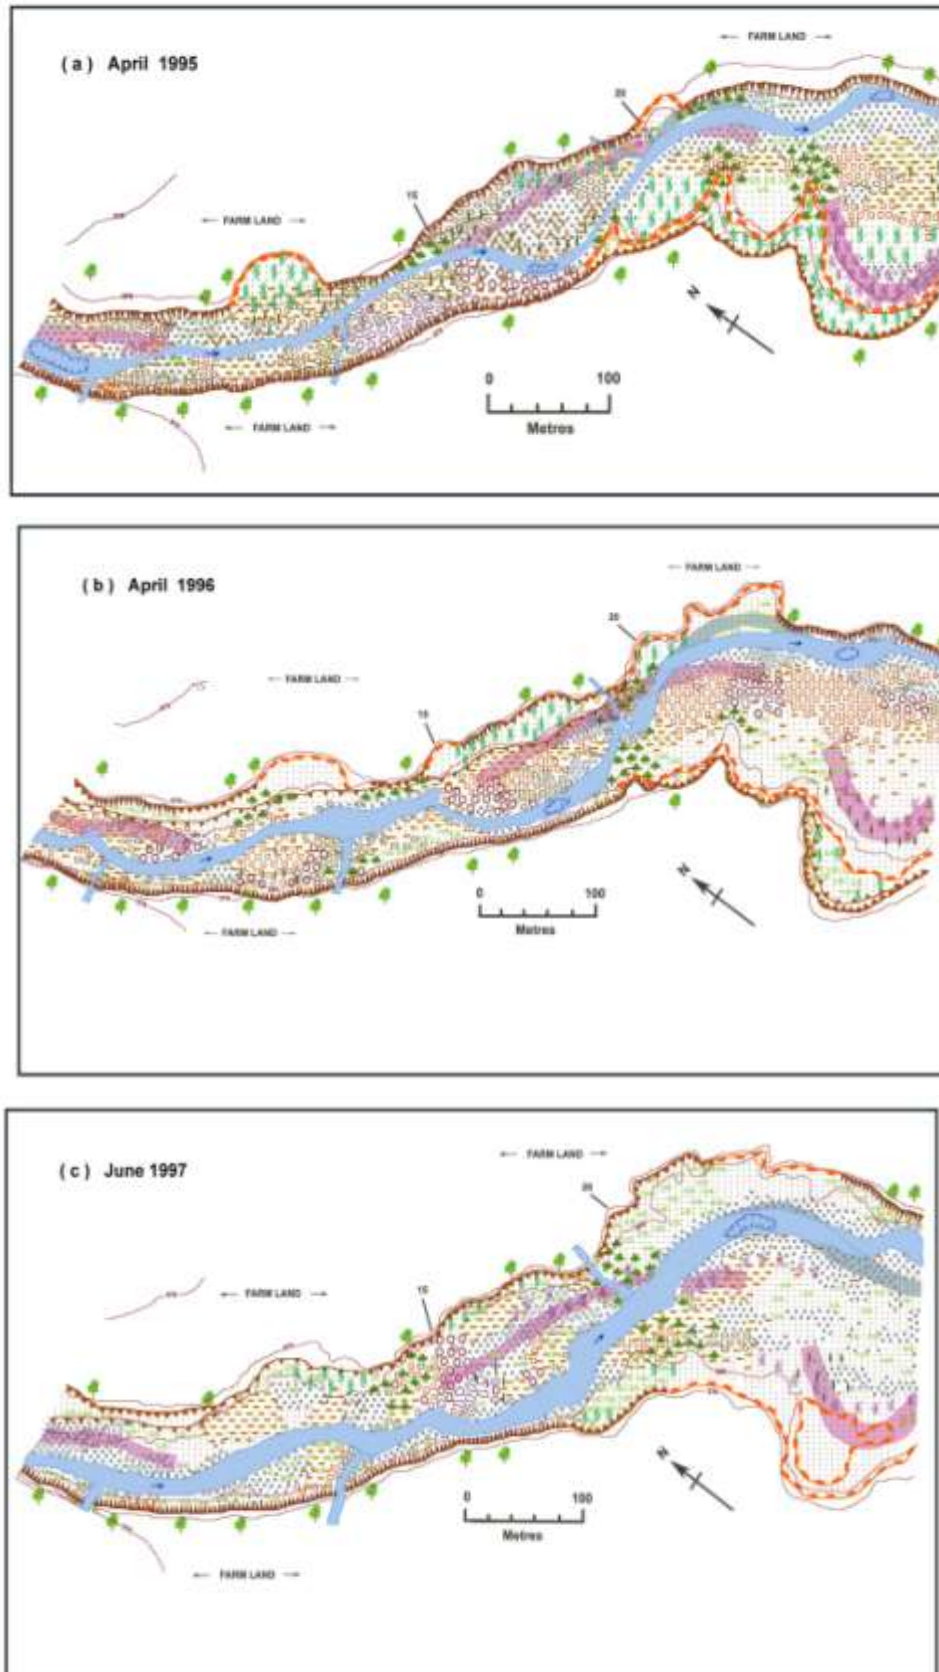 ( a ) April 1995
FARM LAND
20
15
FARM LAND
N
0 100
Metres
FARM LAND
( b ) April 1996
FARM LAND
20
FARM LAND
15
N
0 100
Metres
FARM LAND
( c ) June 1997
FARM LAND
20
FARM LAND
15
N
0 100
Metres
FARM LAND